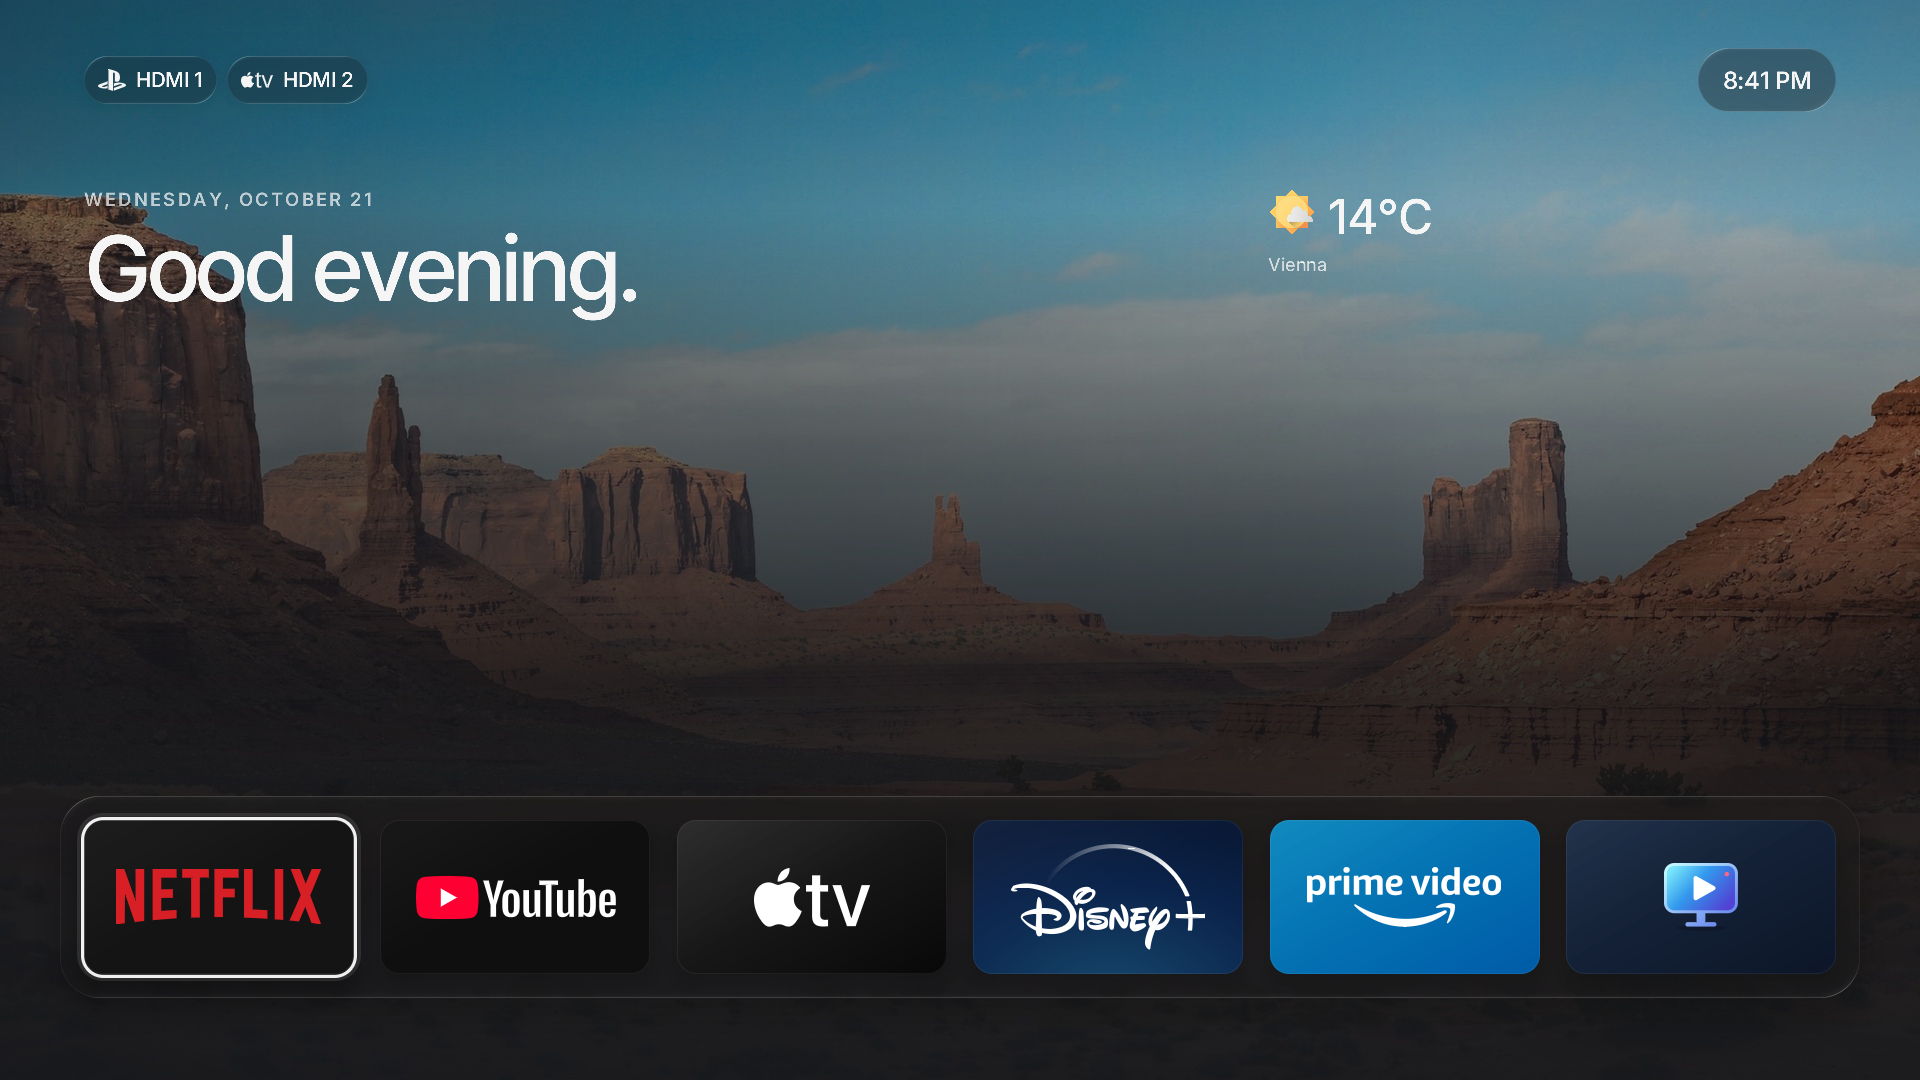 HDMI 1
tv HDMI 2
8:41 PM
WEDNESDAY, OCTOBER 21
Good evening.
14°C
Vienna
NETFLIX
YouTube
tv
Disney+
prime video